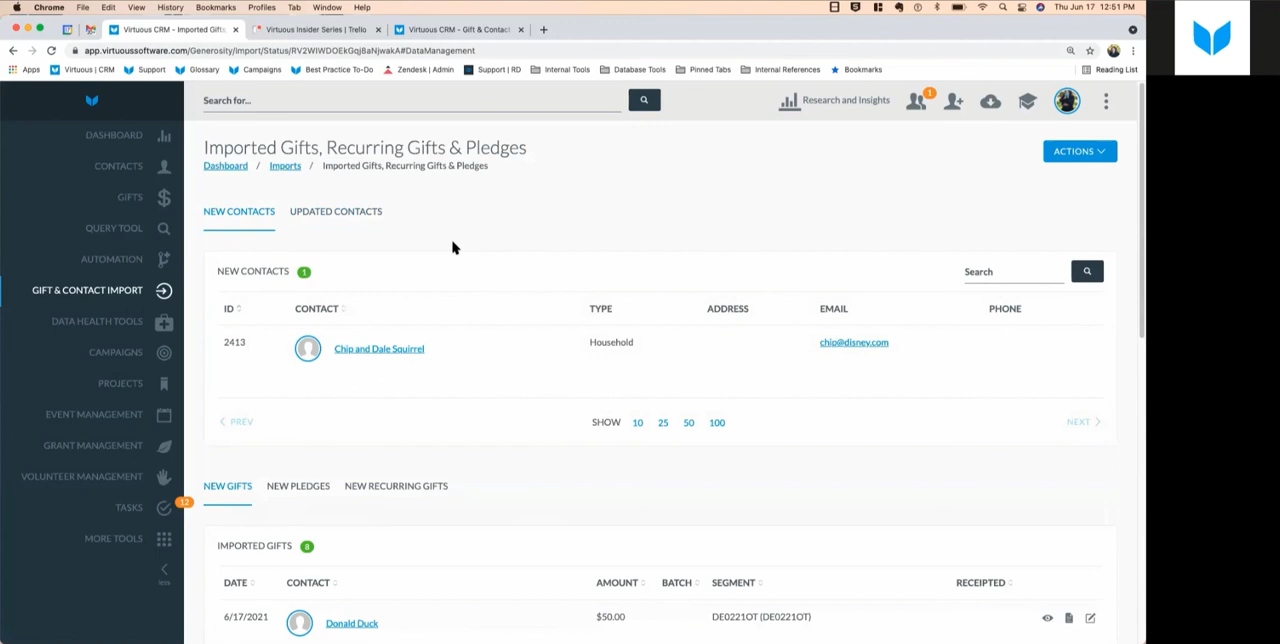 Chrome File Edit View History Bookmarks Profiles Tab Window Help Thu Jun 17 12:51 PM
Virtuous CRM - Imported Gifts Virtuous Insider Series | Trello Virtuous CRM - Gift & Contact
app.virtuoussoftware.com/Generosity/Import/Status/RV2WIWDOEkGqj8aNjwakA#DataManagement
Apps Virtuous | CRM Support Glossary Campaigns Best Practice To-Do Zendesk | Admin Support | RD Internal Tools Database Tools Pinned Tabs Internal References Bookmarks Reading List
Search for... Research and Insights 1
DASHBOARD
CONTACTS
GIFTS
QUERY TOOL
AUTOMATION
GIFT & CONTACT IMPORT
DATA HEALTH TOOLS
CAMPAIGNS
PROJECTS
EVENT MANAGEMENT
GRANT MANAGEMENT
VOLUNTEER MANAGEMENT
TASKS 12
MORE TOOLS
less
Imported Gifts, Recurring Gifts & Pledges
ACTIONS
Dashboard / Imports / Imported Gifts, Recurring Gifts & Pledges
NEW CONTACTS UPDATED CONTACTS
NEW CONTACTS 1 Search
ID CONTACT TYPE ADDRESS EMAIL PHONE
2413 Chip and Dale Squirrel Household chip@disney.com
PREV SHOW 10 25 50 100 NEXT
NEW GIFTS NEW PLEDGES NEW RECURRING GIFTS
IMPORTED GIFTS 8
DATE CONTACT AMOUNT BATCH SEGMENT RECEIPTED
6/17/2021 Donald Duck $50.00 DE0221OT (DE0221OT)